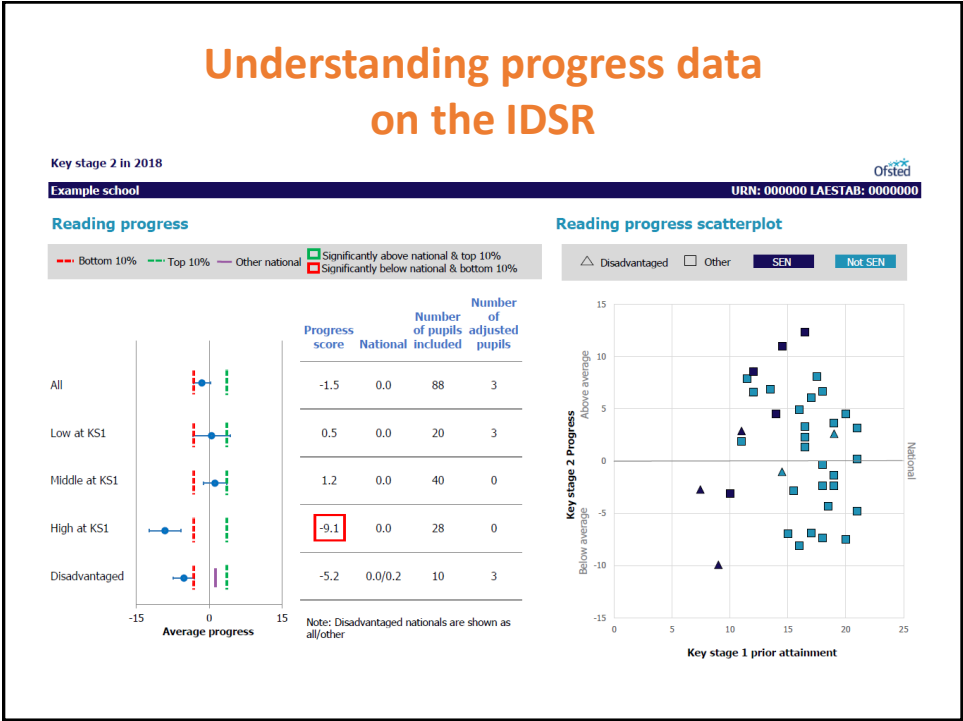 Understanding progress data
on the IDSR
Key stage 2 in 2018
Ofsted
Example school
URN: 000000 LAESTAB: 0000000
Reading progress
Bottom 10%
Top 10%
Other national
Significantly above national & top 10%
Significantly below national & bottom 10%
Progress
score
National
Number
of pupils
included
Number
of
adjusted
pupils
All
-1.5
0.0
88
3
Low at KS1
0.5
0.0
20
3
Middle at KS1
1.2
0.0
40
0
High at KS1
-9.1
0.0
28
0
Disadvantaged
-5.2
0.0/0.2
10
3
-15
0
15
Average progress
Note: Disadvantaged nationals are shown as
all/other
Reading progress scatterplot
Disadvantaged
Other
SEN
Not SEN
Key stage 2 Progress
Above average
Below average
15
10
5
0
-5
-10
-15
National
0
5
10
15
20
25
Key stage 1 prior attainment